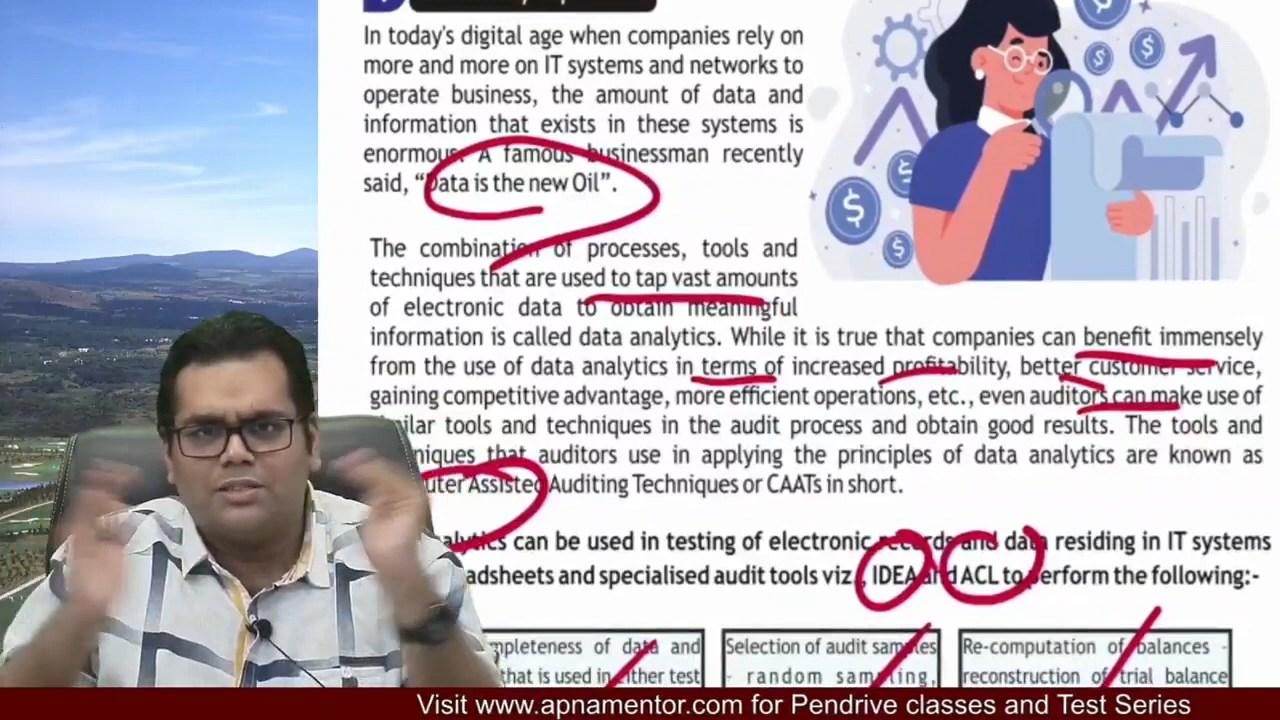 In today's digital age when companies rely on
more and more on IT systems and networks to
operate business, the amount of data and
information that exists in these systems is
enormous. A famous businessman recently
said, “Data is the new Oil”.
The combination of processes, tools and
techniques that are used to tap vast amounts
of electronic data to obtain meaningful
information is called data analytics. While it is true that companies can benefit immensely
from the use of data analytics in terms of increased profitability, better customer service,
gaining competitive advantage, more efficient operations, etc., even auditors can make use of
tools and techniques in the audit process and obtain good results. The tools and
that auditors use in applying the principles of data analytics are known as
Assisted Auditing Techniques or CAATs in short.
can be used in testing of electronic records and data residing in IT systems
and specialised audit tools viz., IDEA and ACL to perform the following:-
of data and
that is used in either test
Selection of audit samples
- random sampling,
Re-computation of balances -
reconstruction of trial balance
Visit www.apnamentor.com for Pendrive classes and Test Series